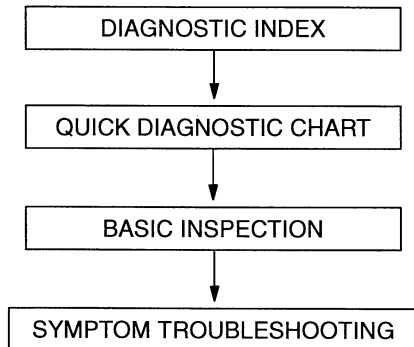 DIAGNOSTIC INDEX
QUICK DIAGNOSTIC CHART
BASIC INSPECTION
SYMPTOM TROUBLESHOOTING